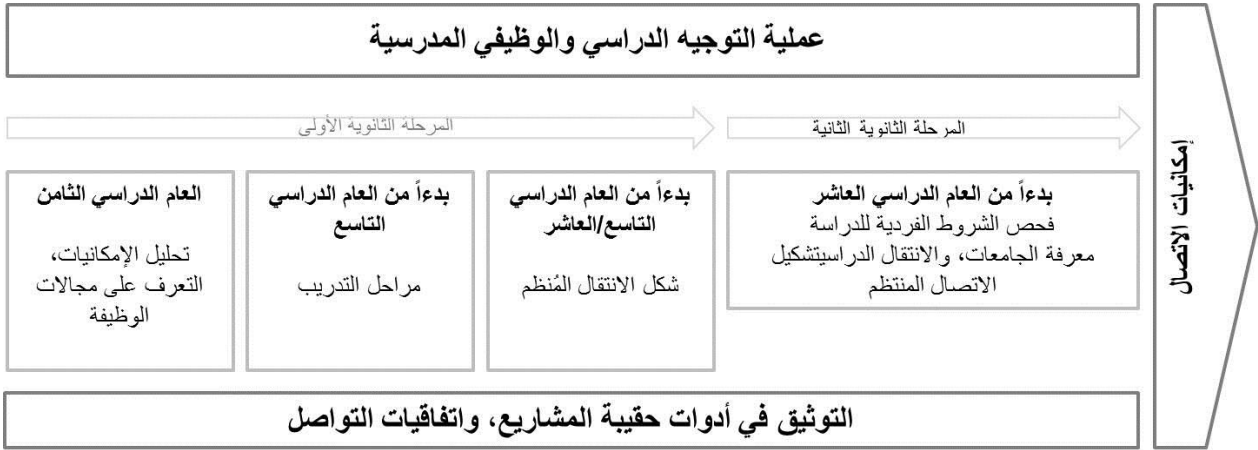 عملية التوجيه الدراسي والوظيفي المدرسية
المرحلة الثانوية الأولى
المرحلة الثانوية الثانية
العام الدراسي الثامن
تحليل الإمكانيات،
التعرف على مجالات
الوظيفة
بدءاً من العام الدراسي
التاسع
مراحل التدريب
بدءاً من العام الدراسي
التاسع/العاشر
شكل الانتقال المُنظم
بدءاً من العام الدراسي العاشر
فحص الشروط الفردية للدراسة
معرفة الجامعات، والانتقال الدراسيتشكيل
الاتصال المنتظم
إمكانيات الاتصال
التوثيق في أدوات حقيبة المشاريع، واتفاقيات التواصل